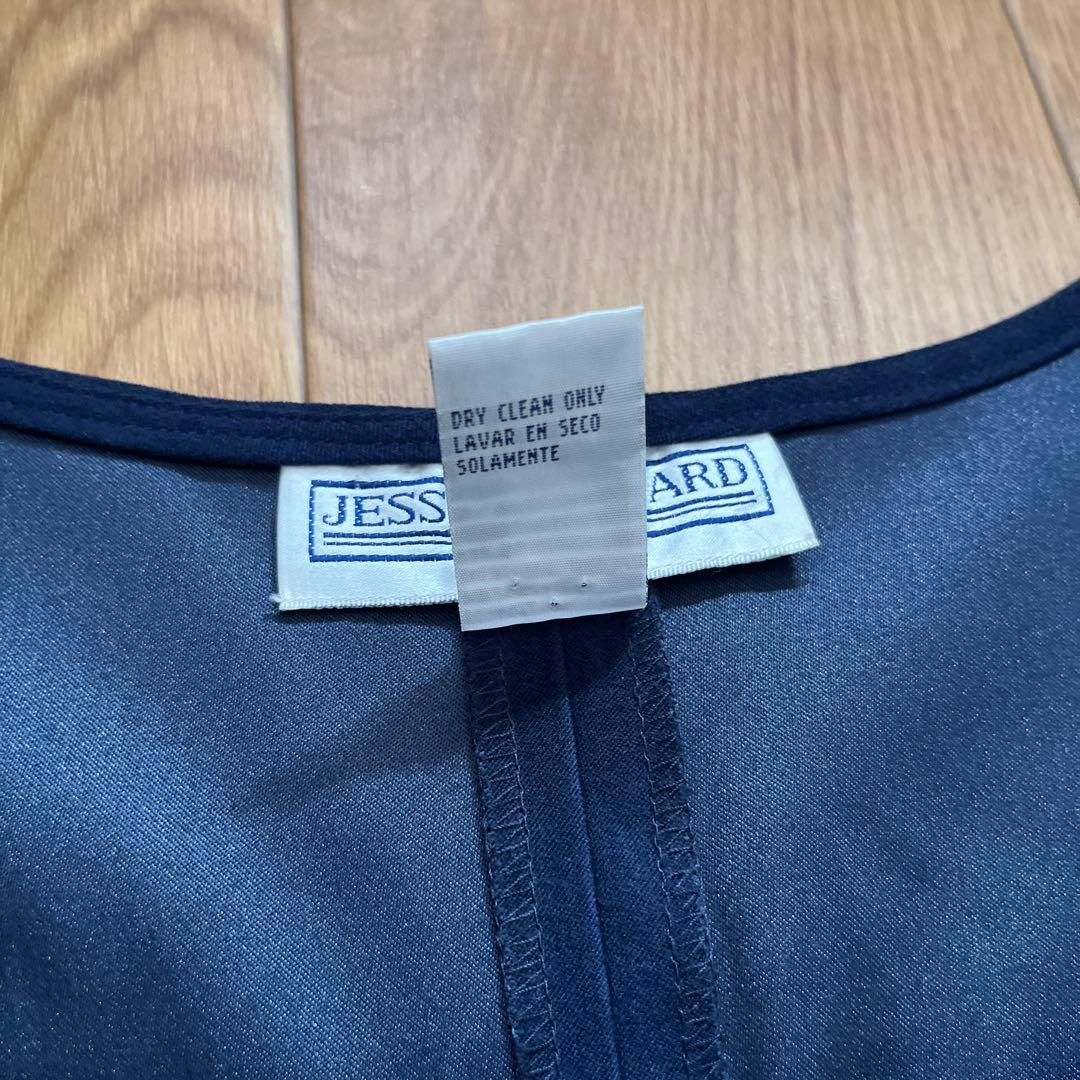 DRY CLEAN ONLY
LAVAR EN SECO
SOLAMENTE
JESS ARD